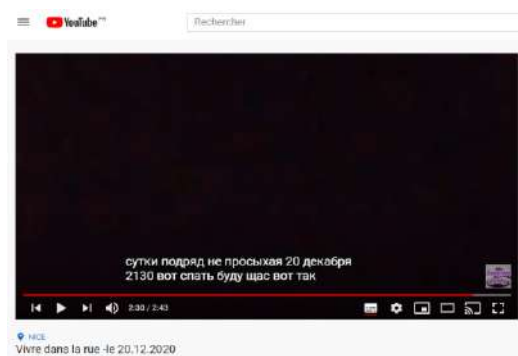 YouTube FR
Rechercher
сутки подряд не просыхая 20 декабря
2130 вот спать буду щас вот так
2:30 / 2:43
NICE
Vivre dans la rue -le 20.12.2020